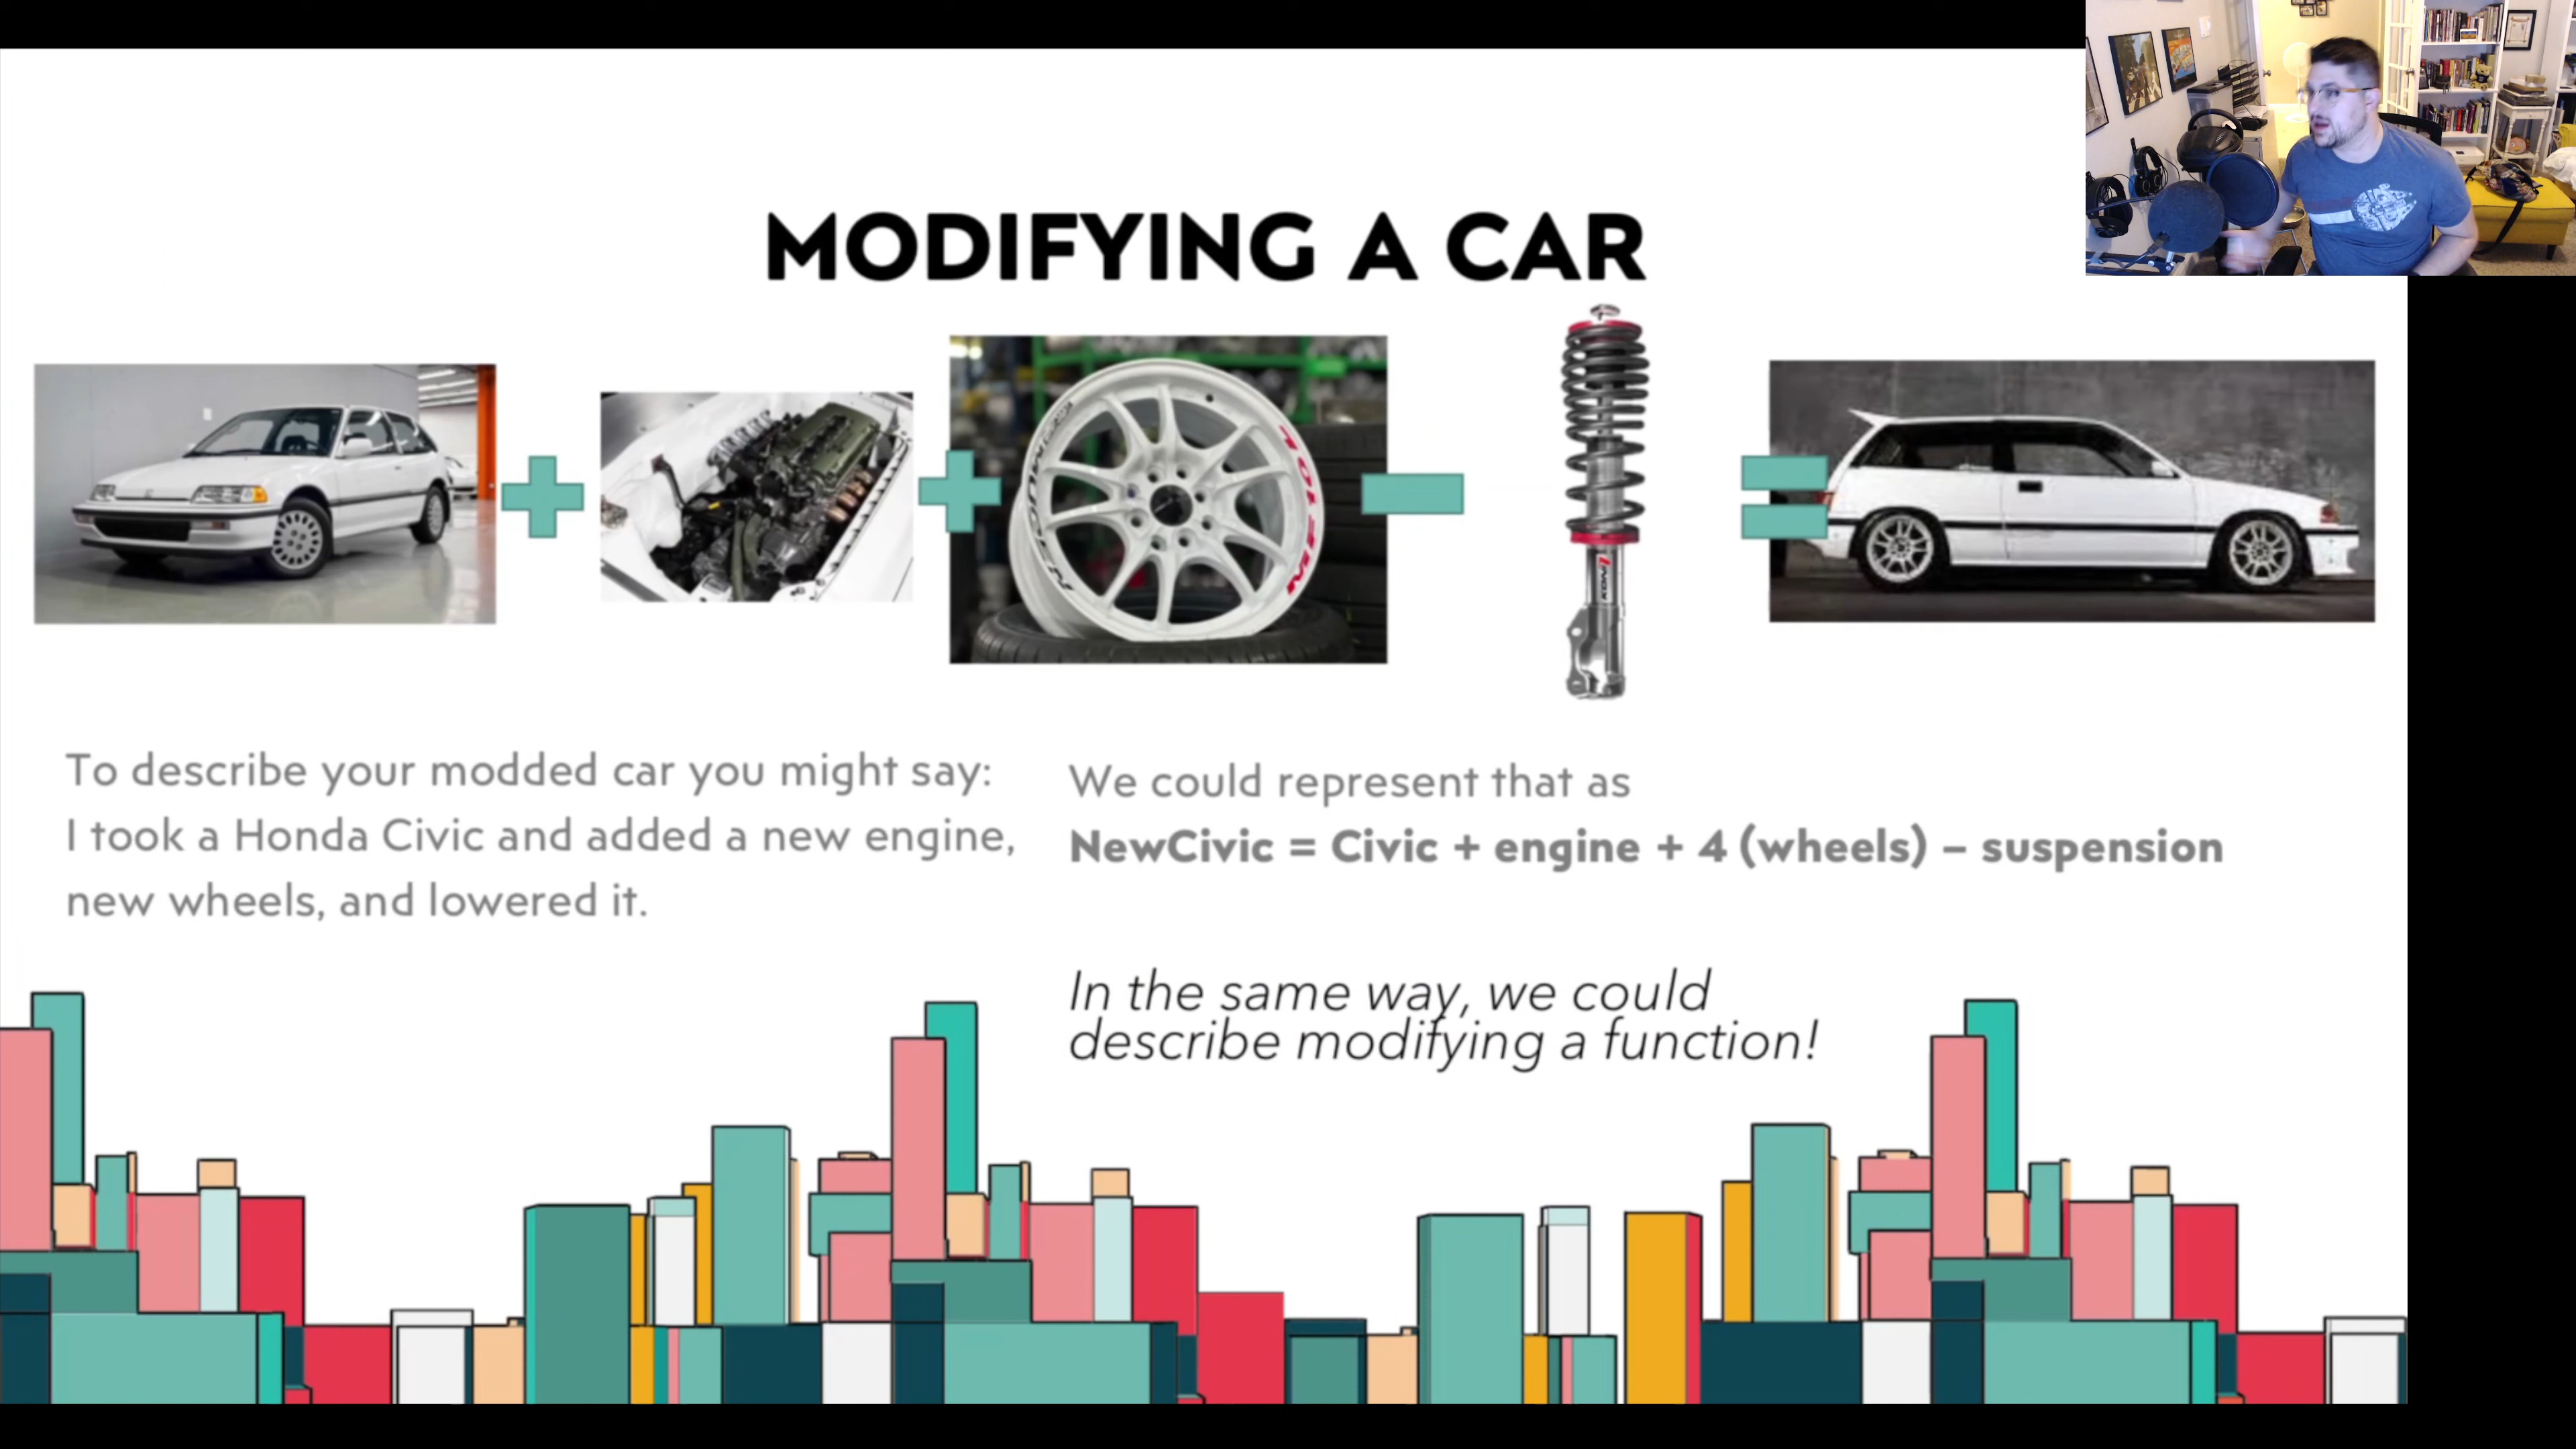 MODIFYING A CAR
To describe your modded car you might say:
I took a Honda Civic and added a new engine,
new wheels, and lowered it.
We could represent that as
NewCivic = Civic + engine + 4 (wheels) – suspension
In the same way, we could
describe modifying a function!